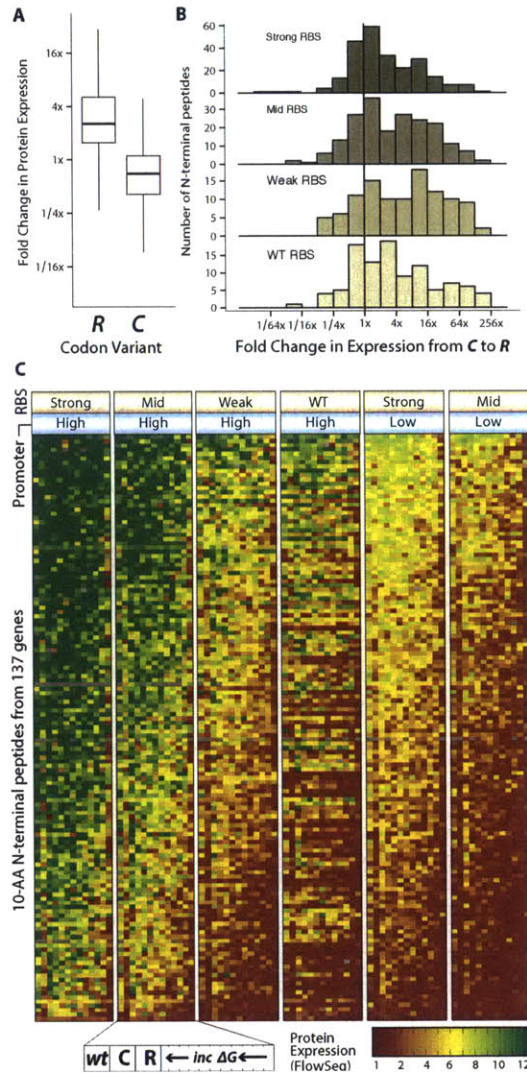 A
Fold Change in Protein Expression
16x
4x
1x
1/4x
1/16x
R C
Codon Variant
B
Number of N-terminal peptides
Strong RBS
60
40
20
0
Mid RBS
30
20
10
0
Weak RBS
15
10
5
0
WT RBS
15
10
5
0
1/64x 1/16x 1/4x 1x 4x 16x 64x 256x
Fold Change in Expression from C to R
C
RBS
Strong Mid Weak WT Strong Mid
Promoter
High High High High Low Low
10-AA N-terminal peptides from 137 genes
wt C R ← inc ΔG ←
Protein
Expression
(FlowSeq)
1 2 4 6 8 10 12